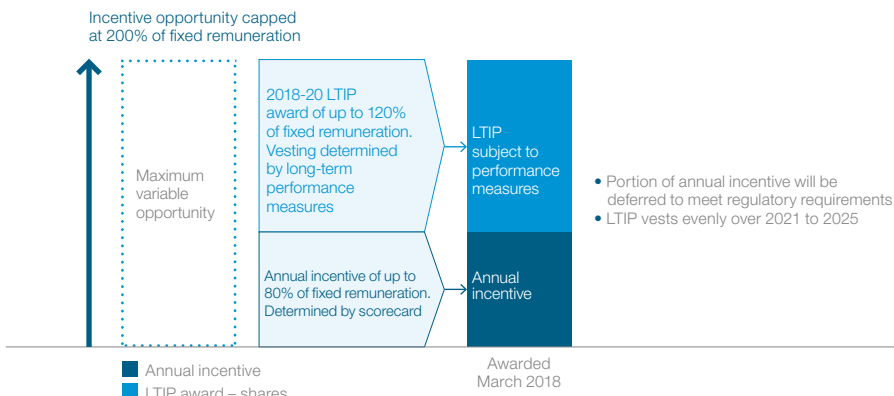 Incentive opportunity capped
at 200% of fixed remuneration
Maximum
variable
opportunity
2018-20 LTIP
award of up to 120%
of fixed remuneration.
Vesting determined
by long-term
performance
measures
Annual incentive of up to
80% of fixed remuneration.
Determined by scorecard
LTIP
subject to
performance
measures
Annual
incentive
• Portion of annual incentive will be
deferred to meet regulatory requirements
• LTIP vests evenly over 2021 to 2025
Annual incentive
LTIP award – shares
Awarded
March 2018